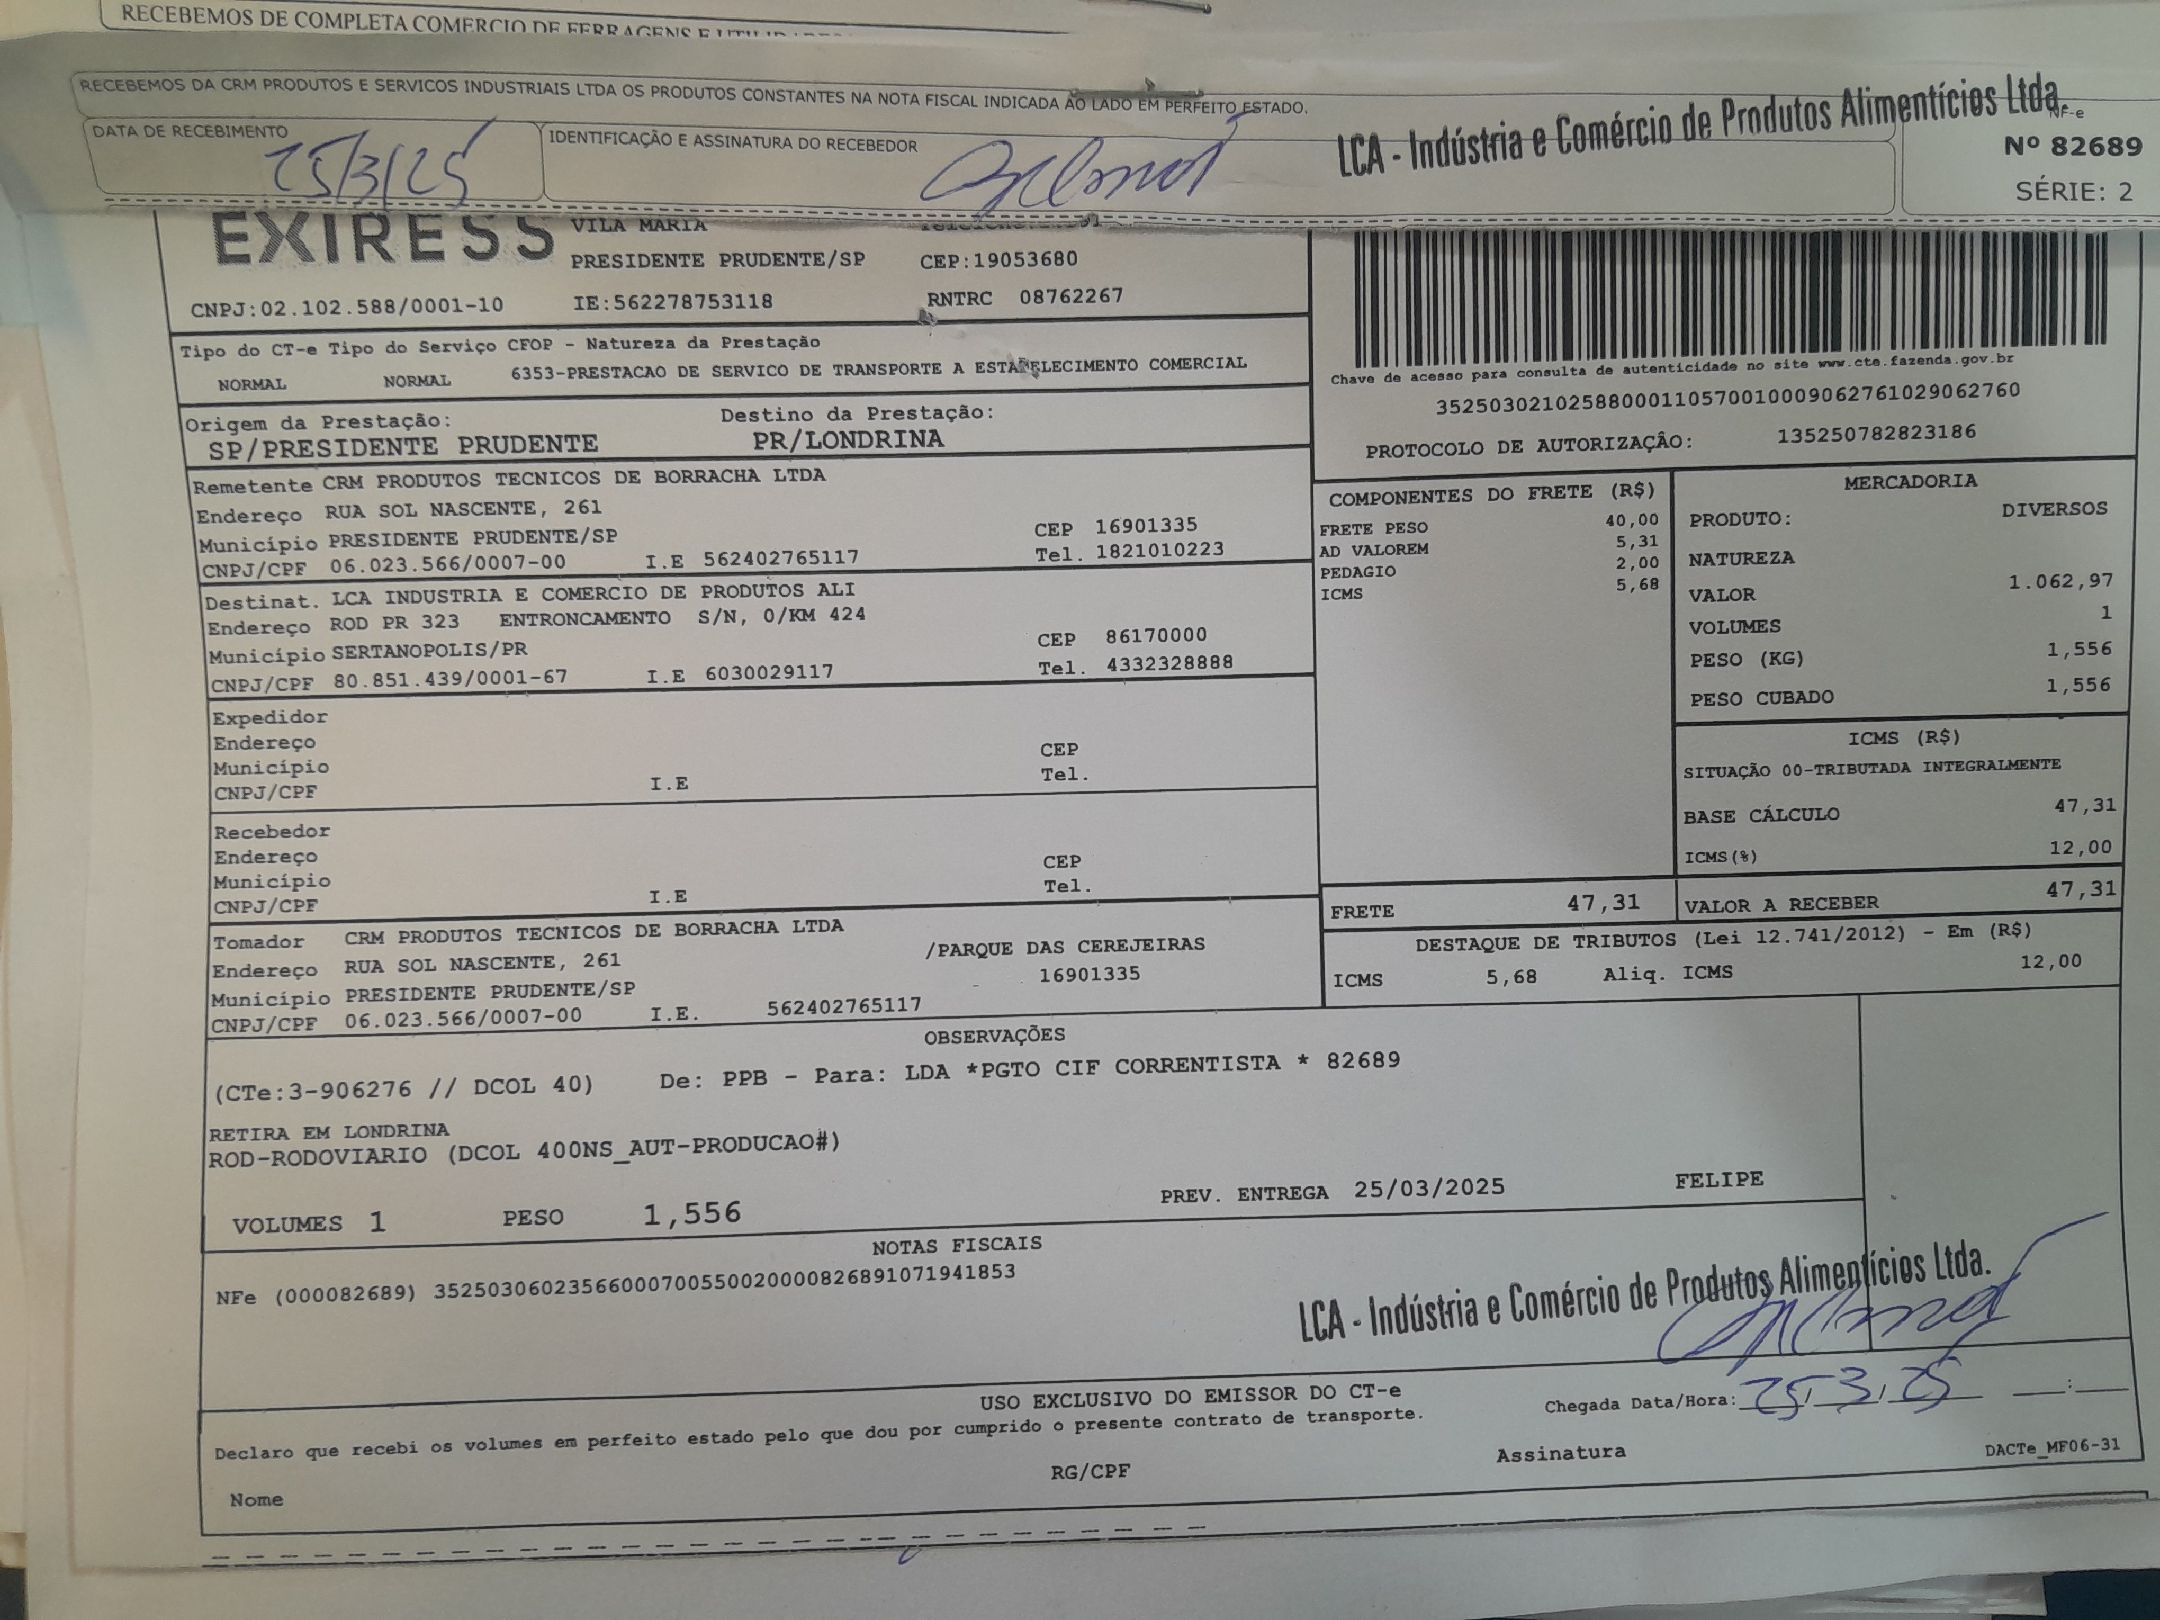 RECEBEMOS DE COMPLETA COMERCIO DE FERRAGENS E
RECEBEMOS DA CRM PRODUTOS E SERVICOS INDUSTRIAIS LTDA OS PRODUTOS CONSTANTES NA NOTA FISCAL INDICADA AO LADO EM PERFEITO ESTADO.
LCA - Indústria e Comércio de Produtos Alimentícios Ltda.
NF-e
DATA DE RECEBIMENTO
25/3/25
IDENTIFICAÇÃO E ASSINATURA DO RECEBEDOR
Nº 82689
SÉRIE: 2
EXIRESS
VILA MARIA
PRESIDENTE PRUDENTE/SP CEP:19053680
CNPJ:02.102.588/0001-10 IE:562278753118 RNTRC 08762267
Tipo do CT-e Tipo do Serviço CFOP - Natureza da Prestação
NORMAL NORMAL 6353-PRESTACAO DE SERVICO DE TRANSPORTE A ESTABELECIMENTO COMERCIAL
Chave de acesso para consulta de autenticidade no site www.cte.fazenda.gov.br
35250302102588000110570010009062761029062760
PROTOCOLO DE AUTORIZAÇÂO: 135250782823186
Origem da Prestação: Destino da Prestação:
SP/PRESIDENTE PRUDENTE PR/LONDRINA
Remetente CRM PRODUTOS TECNICOS DE BORRACHA LTDA
Endereço RUA SOL NASCENTE, 261
Município PRESIDENTE PRUDENTE/SP CEP 16901335
CNPJ/CPF 06.023.566/0007-00 I.E 562402765117 Tel. 1821010223
Destinat. LCA INDUSTRIA E COMERCIO DE PRODUTOS ALI
Endereço ROD PR 323 ENTRONCAMENTO S/N, 0/KM 424
Município SERTANOPOLIS/PR CEP 86170000
CNPJ/CPF 80.851.439/0001-67 I.E 6030029117 Tel. 4332328888
Expedidor
Endereço
Município CEP
CNPJ/CPF I.E Tel.
Recebedor
Endereço
Município CEP
CNPJ/CPF I.E Tel.
Tomador CRM PRODUTOS TECNICOS DE BORRACHA LTDA
Endereço RUA SOL NASCENTE, 261 /PARQUE DAS CEREJEIRAS
Município PRESIDENTE PRUDENTE/SP 16901335
CNPJ/CPF 06.023.566/0007-00 I.E. 562402765117
COMPONENTES DO FRETE (R$)
FRETE PESO 40,00
AD VALOREM 5,31
PEDAGIO 2,00
ICMS 5,68
MERCADORIA
PRODUTO: DIVERSOS
NATUREZA
VALOR 1.062,97
VOLUMES 1
PESO (KG) 1,556
PESO CUBADO 1,556
ICMS (R$)
SITUAÇÃO 00-TRIBUTADA INTEGRALMENTE
BASE CÁLCULO 47,31
ICMS(%) 12,00
FRETE 47,31 VALOR A RECEBER 47,31
DESTAQUE DE TRIBUTOS (Lei 12.741/2012) - Em (R$)
ICMS 5,68 Aliq. ICMS 12,00
OBSERVAÇÕES
(CTe:3-906276 // DCOL 40) De: PPB - Para: LDA *PGTO CIF CORRENTISTA * 82689
RETIRA EM LONDRINA
ROD-RODOVIARIO (DCOL 400NS_AUT-PRODUCAO#)
VOLUMES 1 PESO 1,556 PREV. ENTREGA 25/03/2025 FELIPE
NOTAS FISCAIS
NFe (000082689) 35250306023566000700550020000826891071941853
LCA - Indústria e Comércio de Produtos Alimentícios Ltda.
USO EXCLUSIVO DO EMISSOR DO CT-e
Declaro que recebi os volumes em perfeito estado pelo que dou por cumprido o presente contrato de transporte.
Chegada Data/Hora: 25/3/25 __:__
Nome RG/CPF Assinatura DACTe_MF06-31